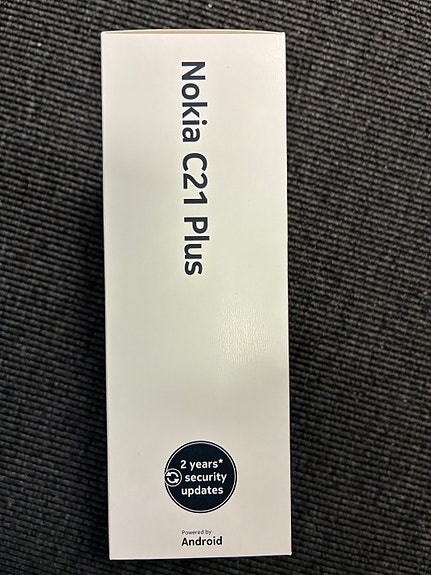 Nokia C21 Plus
2 years*
security
updates
Powered by
Android